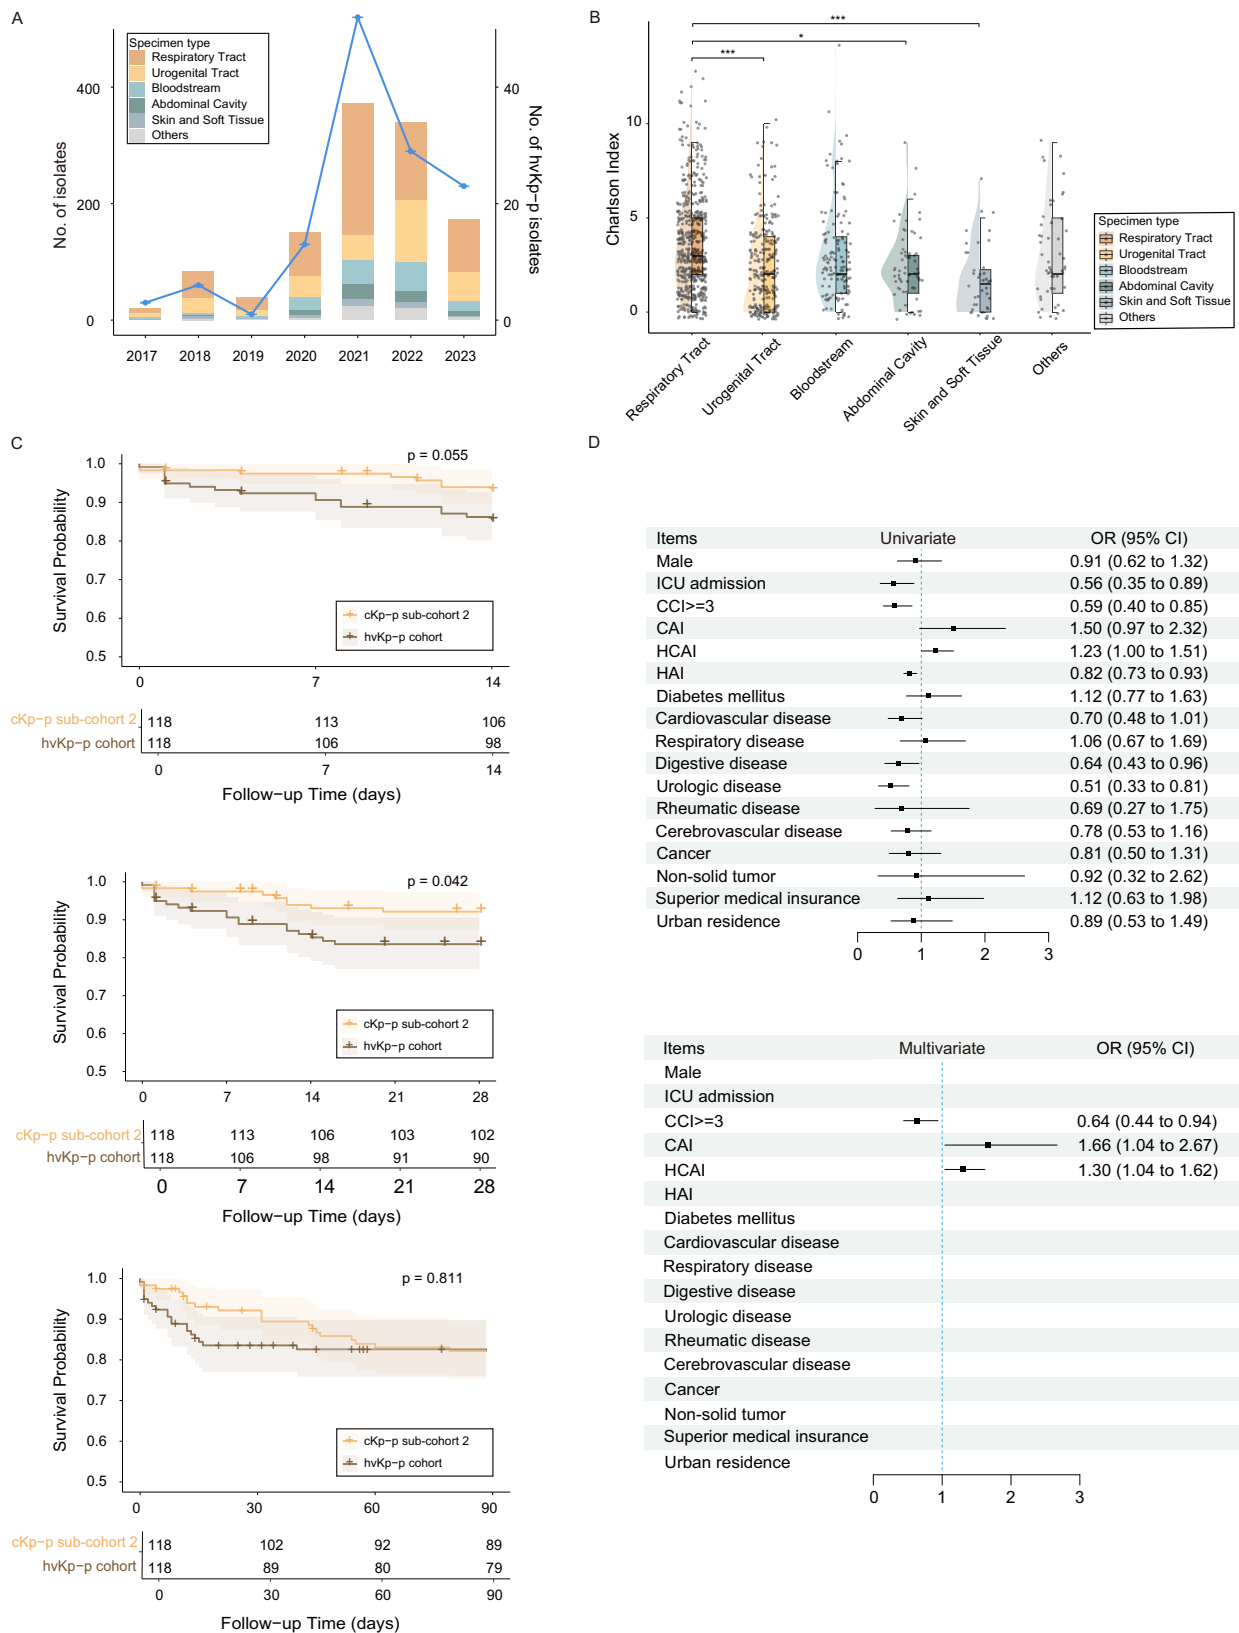 A
Specimen type
Respiratory Tract
Urogenital Tract
Bloodstream
Abdominal Cavity
Skin and Soft Tissue
Others
No. of isolates
400
200
0
40
20
0
No. of hvKp−p isolates
2017 2018 2019 2020 2021 2022 2023
B
***
*
***
Charlson Index
10
5
0
Respiratory Tract
Urogenital Tract
Bloodstream
Abdominal Cavity
Skin and Soft Tissue
Others
Specimen type
Respiratory Tract
Urogenital Tract
Bloodstream
Abdominal Cavity
Skin and Soft Tissue
Others
C
p = 0.055
Survival Probability
1.0
0.9
0.8
0.7
0.6
0.5
cKp−p sub-cohort 2
hvKp−p cohort
0 7 14
cKp−p sub-cohort 2 118 113 106
hvKp−p cohort 118 106 98
0 7 14
Follow−up Time (days)
p = 0.042
Survival Probability
1.0
0.9
0.8
0.7
0.6
0.5
cKp−p sub-cohort 2
hvKp−p cohort
0 7 14 21 28
cKp−p sub-cohort 2 118 113 106 103 102
hvKp−p cohort 118 106 98 91 90
0 7 14 21 28
Follow−up Time (days)
p = 0.811
Survival Probability
1.0
0.9
0.8
0.7
0.6
0.5
cKp−p sub-cohort 2
hvKp−p cohort
0 30 60 90
cKp−p sub-cohort 2 118 102 92 89
hvKp−p cohort 118 89 80 79
0 30 60 90
Follow−up Time (days)
D
Items Univariate OR (95% CI)
Male 0.91 (0.62 to 1.32)
ICU admission 0.56 (0.35 to 0.89)
CCI>=3 0.59 (0.40 to 0.85)
CAI 1.50 (0.97 to 2.32)
HCAI 1.23 (1.00 to 1.51)
HAI 0.82 (0.73 to 0.93)
Diabetes mellitus 1.12 (0.77 to 1.63)
Cardiovascular disease 0.70 (0.48 to 1.01)
Respiratory disease 1.06 (0.67 to 1.69)
Digestive disease 0.64 (0.43 to 0.96)
Urologic disease 0.51 (0.33 to 0.81)
Rheumatic disease 0.69 (0.27 to 1.75)
Cerebrovascular disease 0.78 (0.53 to 1.16)
Cancer 0.81 (0.50 to 1.31)
Non-solid tumor 0.92 (0.32 to 2.62)
Superior medical insurance 1.12 (0.63 to 1.98)
Urban residence 0.89 (0.53 to 1.49)
0 1 2 3
Items Multivariate OR (95% CI)
Male
ICU admission
CCI>=3 0.64 (0.44 to 0.94)
CAI 1.66 (1.04 to 2.67)
HCAI 1.30 (1.04 to 1.62)
HAI
Diabetes mellitus
Cardiovascular disease
Respiratory disease
Digestive disease
Urologic disease
Rheumatic disease
Cerebrovascular disease
Cancer
Non-solid tumor
Superior medical insurance
Urban residence
0 1 2 3